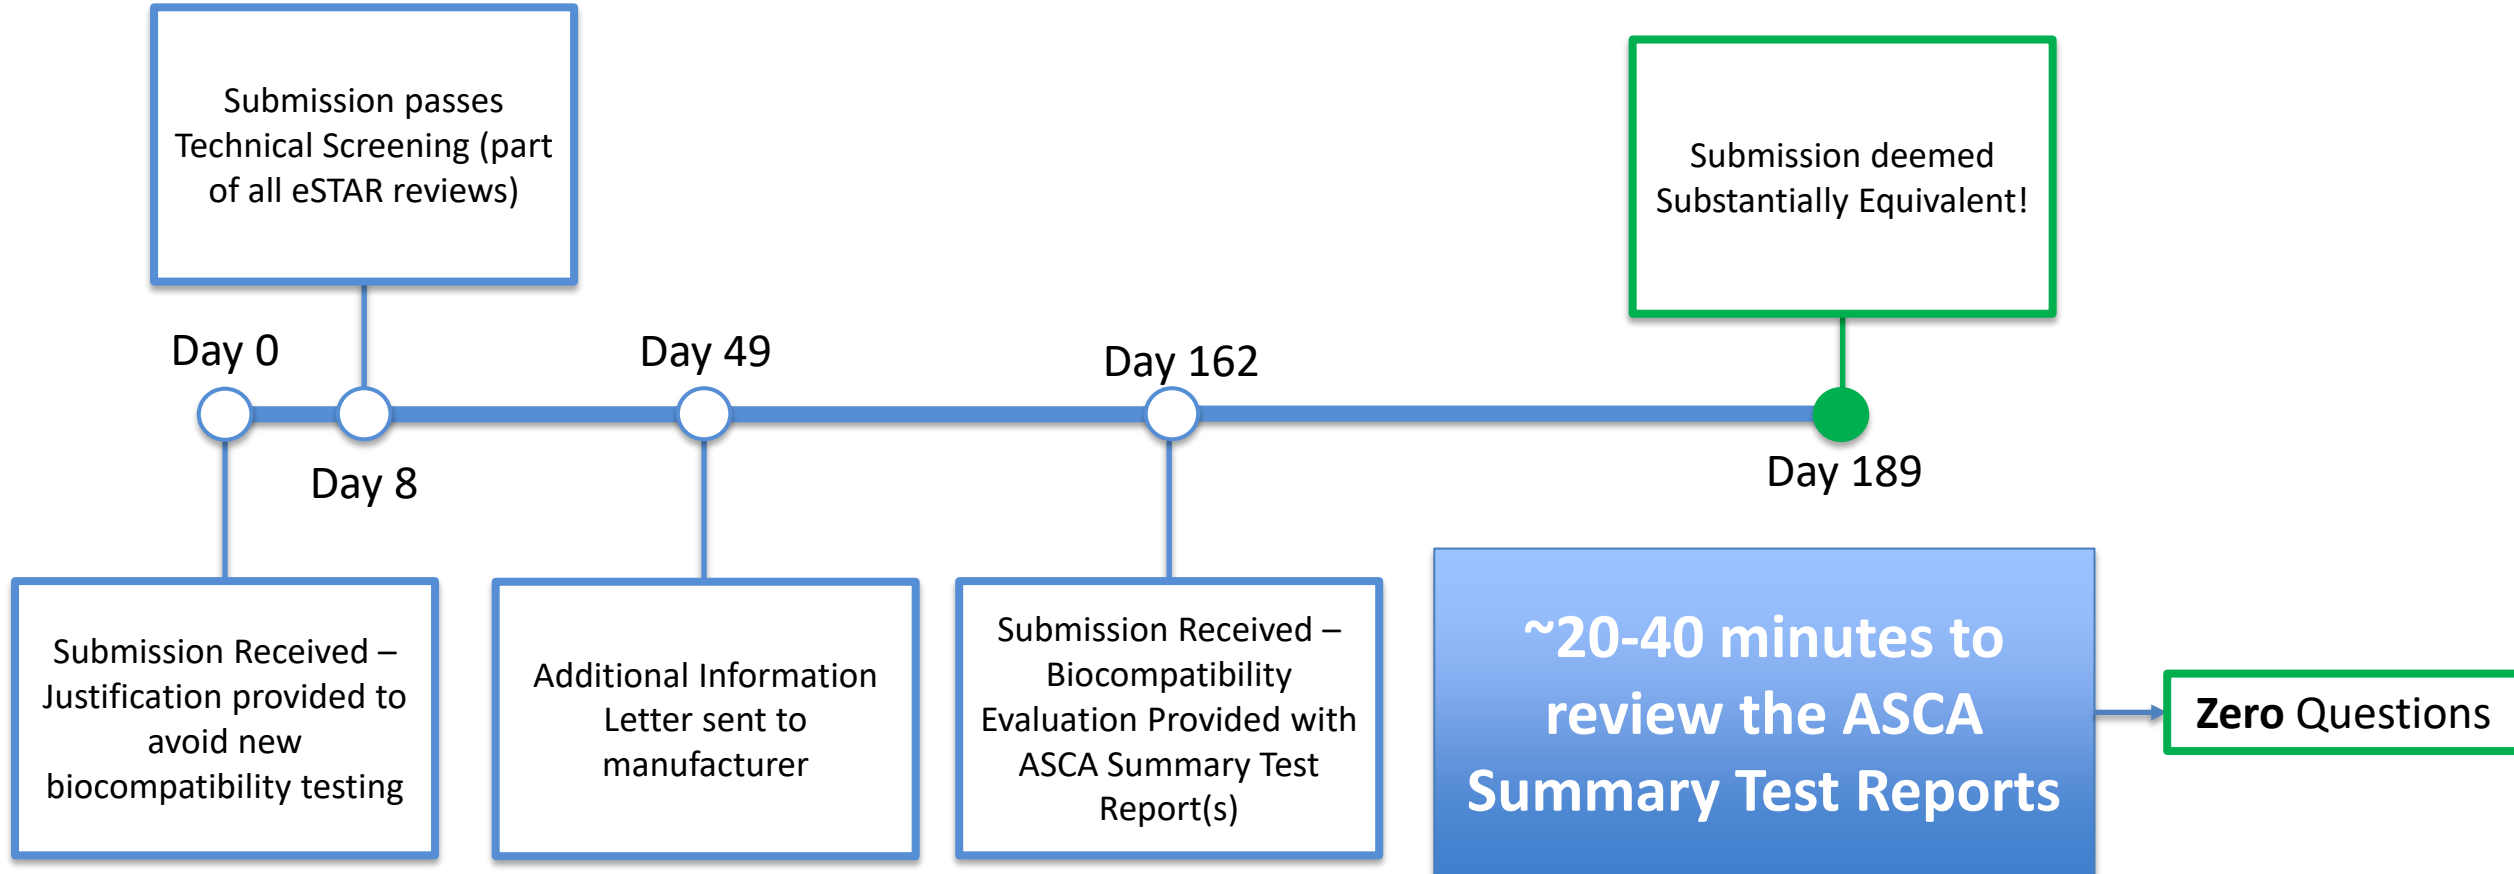 Submission passes
Technical Screening (part
of all eSTAR reviews)
Submission deemed
Substantially Equivalent!
Day 0
Day 8
Day 49
Day 162
Day 189
Submission Received –
Justification provided to
avoid new
biocompatibility testing
Additional Information
Letter sent to
manufacturer
Submission Received –
Biocompatibility
Evaluation Provided with
ASCA Summary Test
Report(s)
~20-40 minutes to
review the ASCA
Summary Test Reports
Zero Questions